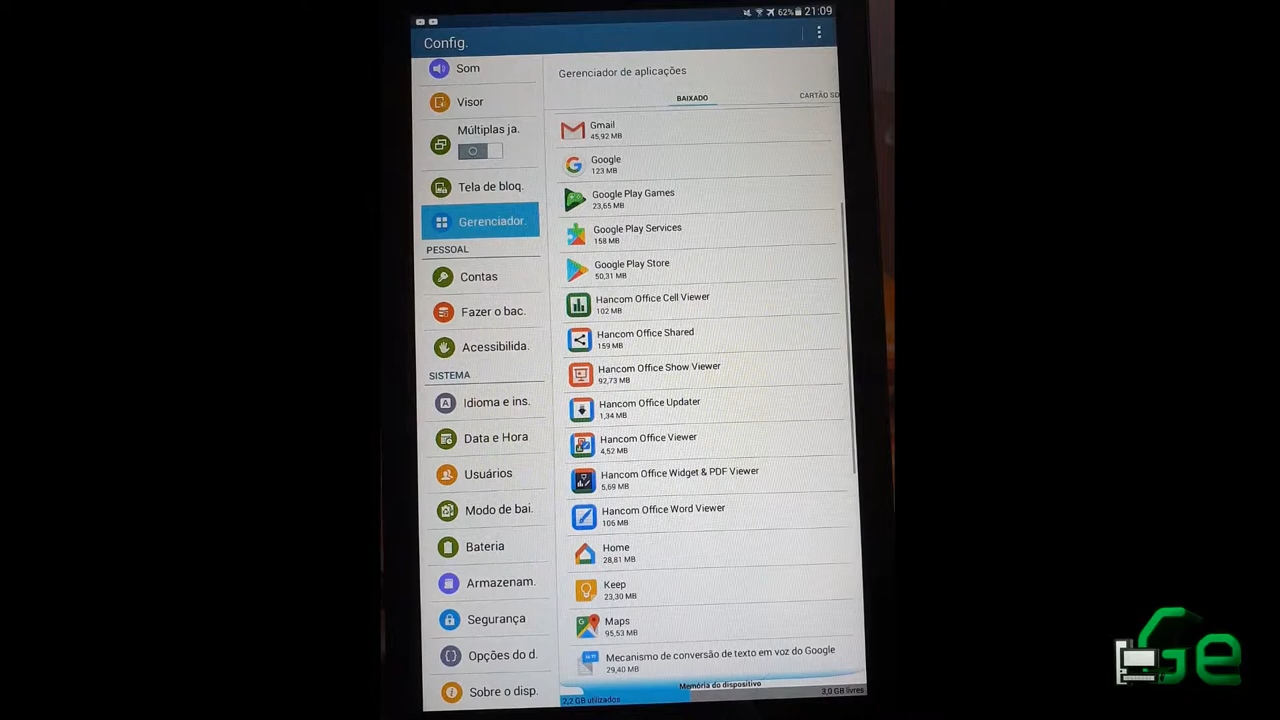 62% 21:09
Config.
Som
Visor
Múltiplas ja.
Tela de bloq.
Gerenciador.
PESSOAL
Contas
Fazer o bac.
Acessibilida.
SISTEMA
Idioma e ins.
Data e Hora
Usuários
Modo de bai.
Bateria
Armazenam.
Segurança
Opções do d.
Sobre o disp.
Gerenciador de aplicações
BAIXADO CARTÃO SD
Gmail
45,92 MB
Google
123 MB
Google Play Games
23,65 MB
Google Play Services
158 MB
Google Play Store
50,31 MB
Hancom Office Cell Viewer
102 MB
Hancom Office Shared
159 MB
Hancom Office Show Viewer
92,73 MB
Hancom Office Updater
1,34 MB
Hancom Office Viewer
4,52 MB
Hancom Office Widget & PDF Viewer
5,69 MB
Hancom Office Word Viewer
106 MB
Home
28,81 MB
Keep
23,30 MB
Maps
95,53 MB
Mecanismo de conversão de texto em voz do Google
29,40 MB
Memória do dispositivo
2,2 GB utilizados 3,0 GB livres
Ge